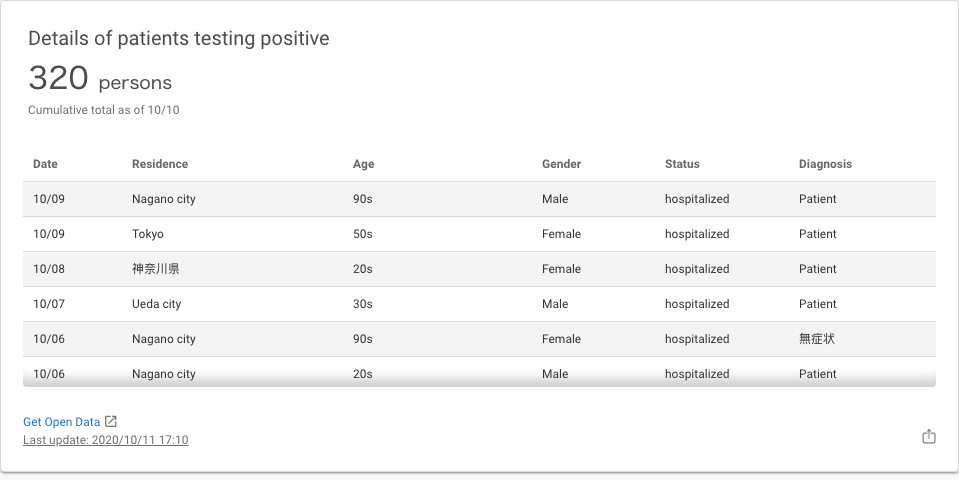 Details of patients testing positive
320 persons
Cumulative total as of 10/10
Date Residence Age Gender Status Diagnosis
10/09 Nagano city 90s Male hospitalized Patient
10/09 Tokyo 50s Female hospitalized Patient
10/08 神奈川県 20s Female hospitalized Patient
10/07 Ueda city 30s Male hospitalized Patient
10/06 Nagano city 90s Female hospitalized 無症状
10/06 Nagano city 20s Male hospitalized Patient
Get Open Data
Last update: 2020/10/11 17:10